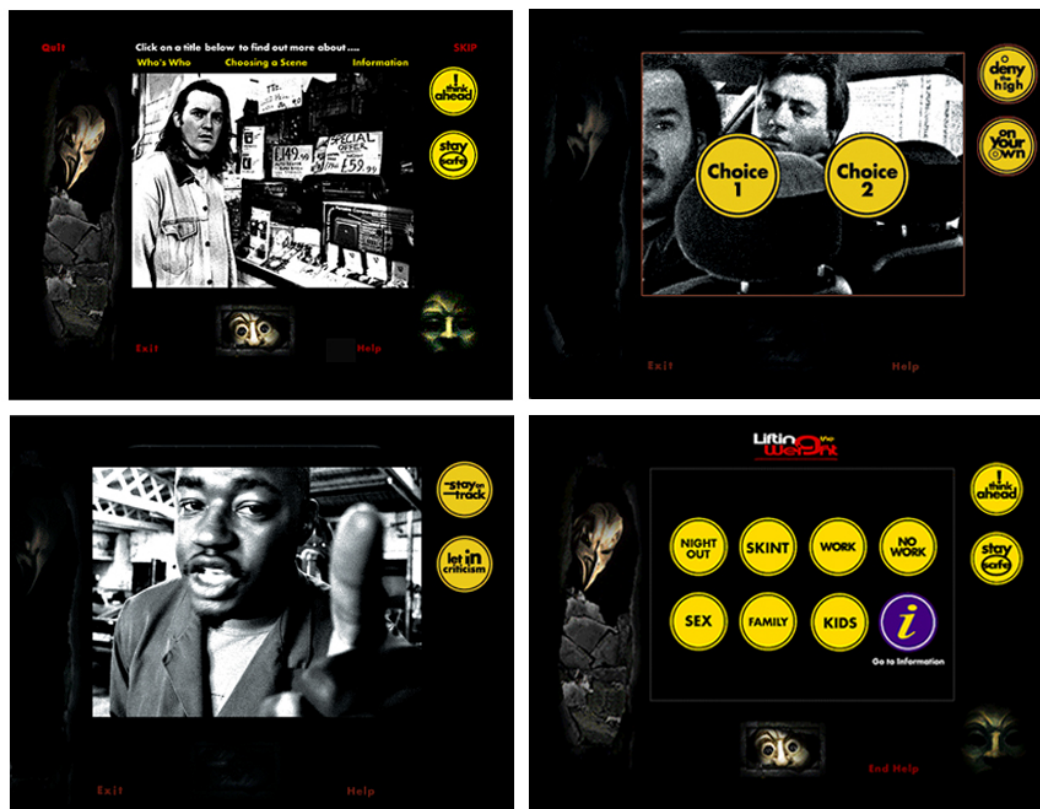 Quit
Click on a title below to find out more about ....
SKIP
Who's Who
Choosing a Scene
Information
! think ahead
stay safe
SPECIAL
OFFER
£149.99
£59.99
Exit
Help
deny the high
on your own
Choice 1
Choice 2
Exit
Help
stay on track
let in criticism
Exit
Help
Lifting the
Weight
! think ahead
stay safe
NIGHT OUT
SKINT
WORK
NO WORK
SEX
FAMILY
KIDS
i
Go to Information
End Help